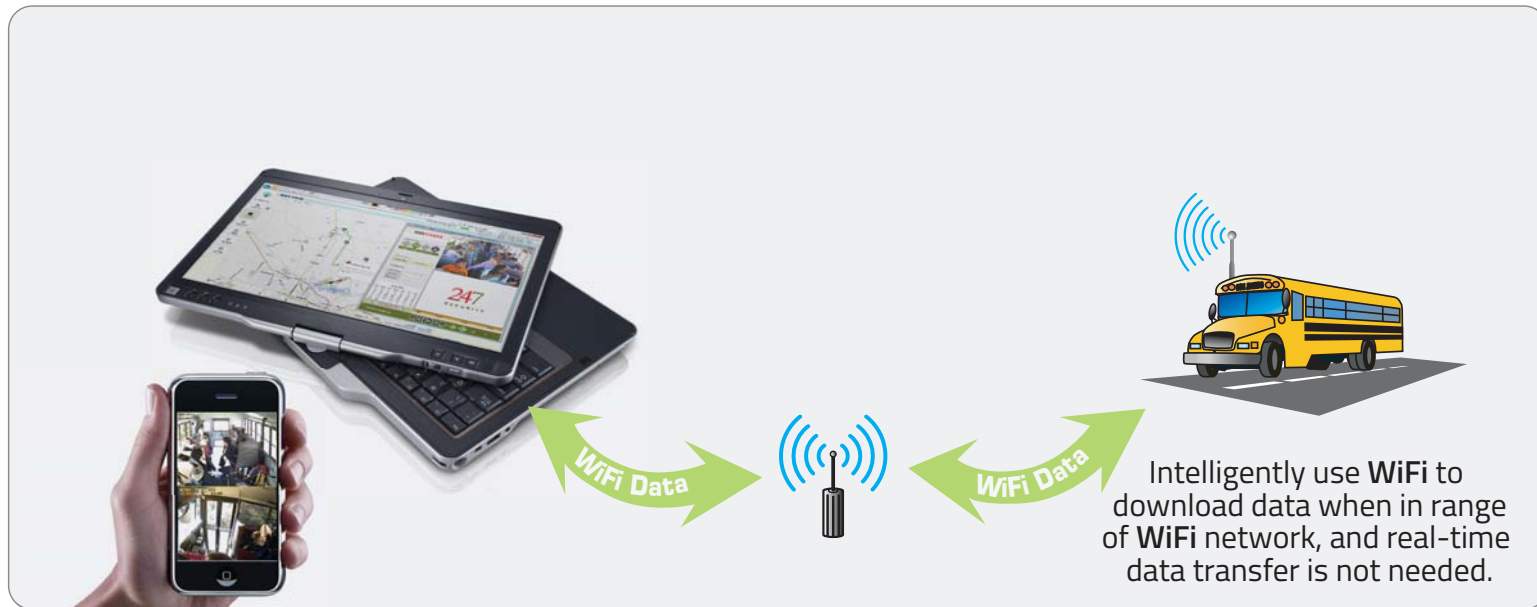 247
SECURITY
WiFi Data
WiFi Data
Intelligently use WiFi to
download data when in range
of WiFi network, and real-time
data transfer is not needed.